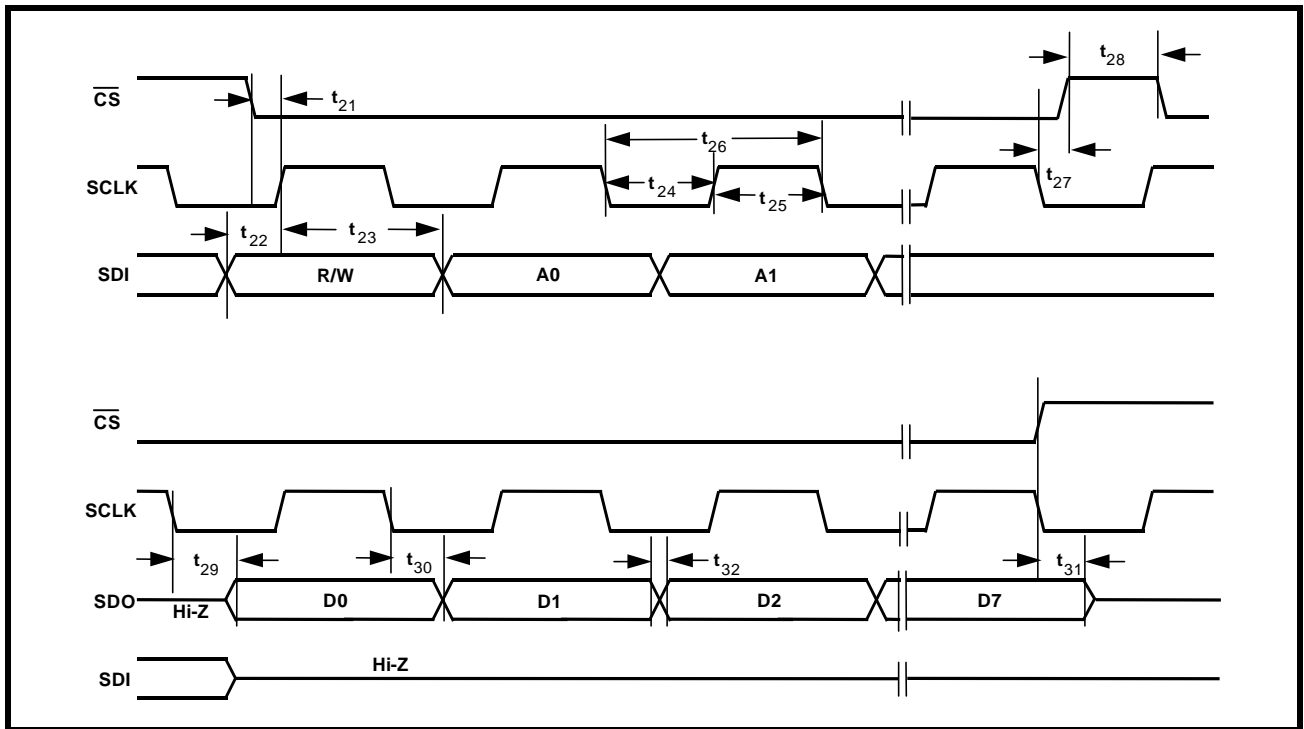 t28
CS
t21
t26
SCLK
t24
t25
t27
t22
t23
SDI
R/W
A0
A1
CS
SCLK
t29
t30
t32
t31
SDO
Hi-Z
D0
D1
D2
D7
SDI
Hi-Z